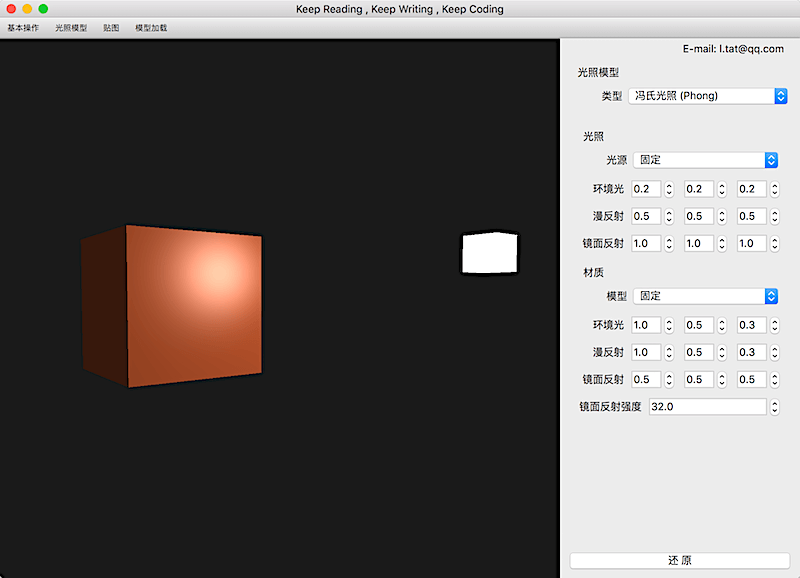 Keep Reading , Keep Writing , Keep Coding
基本操作 光照模型 贴图 模型加载
E-mail: l.tat@qq.com
光照模型
类型 冯氏光照 (Phong)
光照
光源 固定
环境光 0.2 0.2 0.2
漫反射 0.5 0.5 0.5
镜面反射 1.0 1.0 1.0
材质
模型 固定
环境光 1.0 0.5 0.3
漫反射 1.0 0.5 0.3
镜面反射 0.5 0.5 0.5
镜面反射强度 32.0
还 原